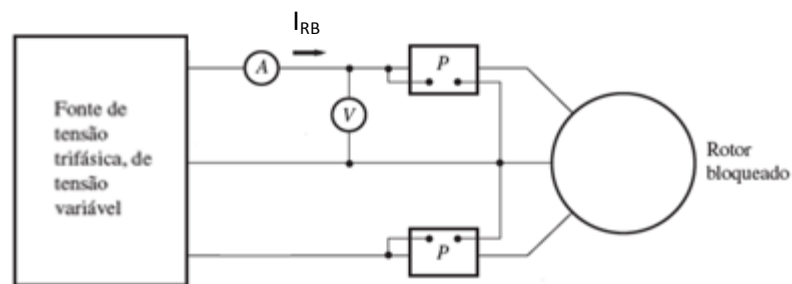 I_RB
A
P
V
Fonte de
tensão
trifásica, de
tensão
variável
Rotor
bloqueado
P